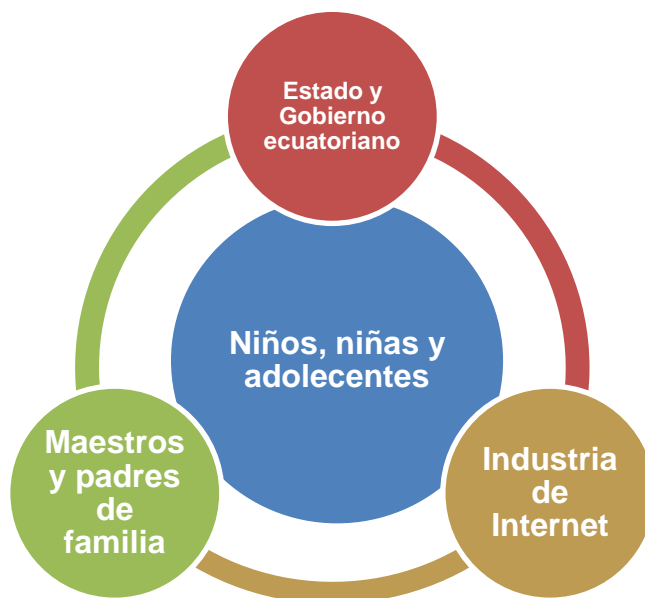 Estado y
Gobierno
ecuatoriano
Niños, niñas y
adolecentes
Maestros
y padres
de
familia
Industria
de
Internet